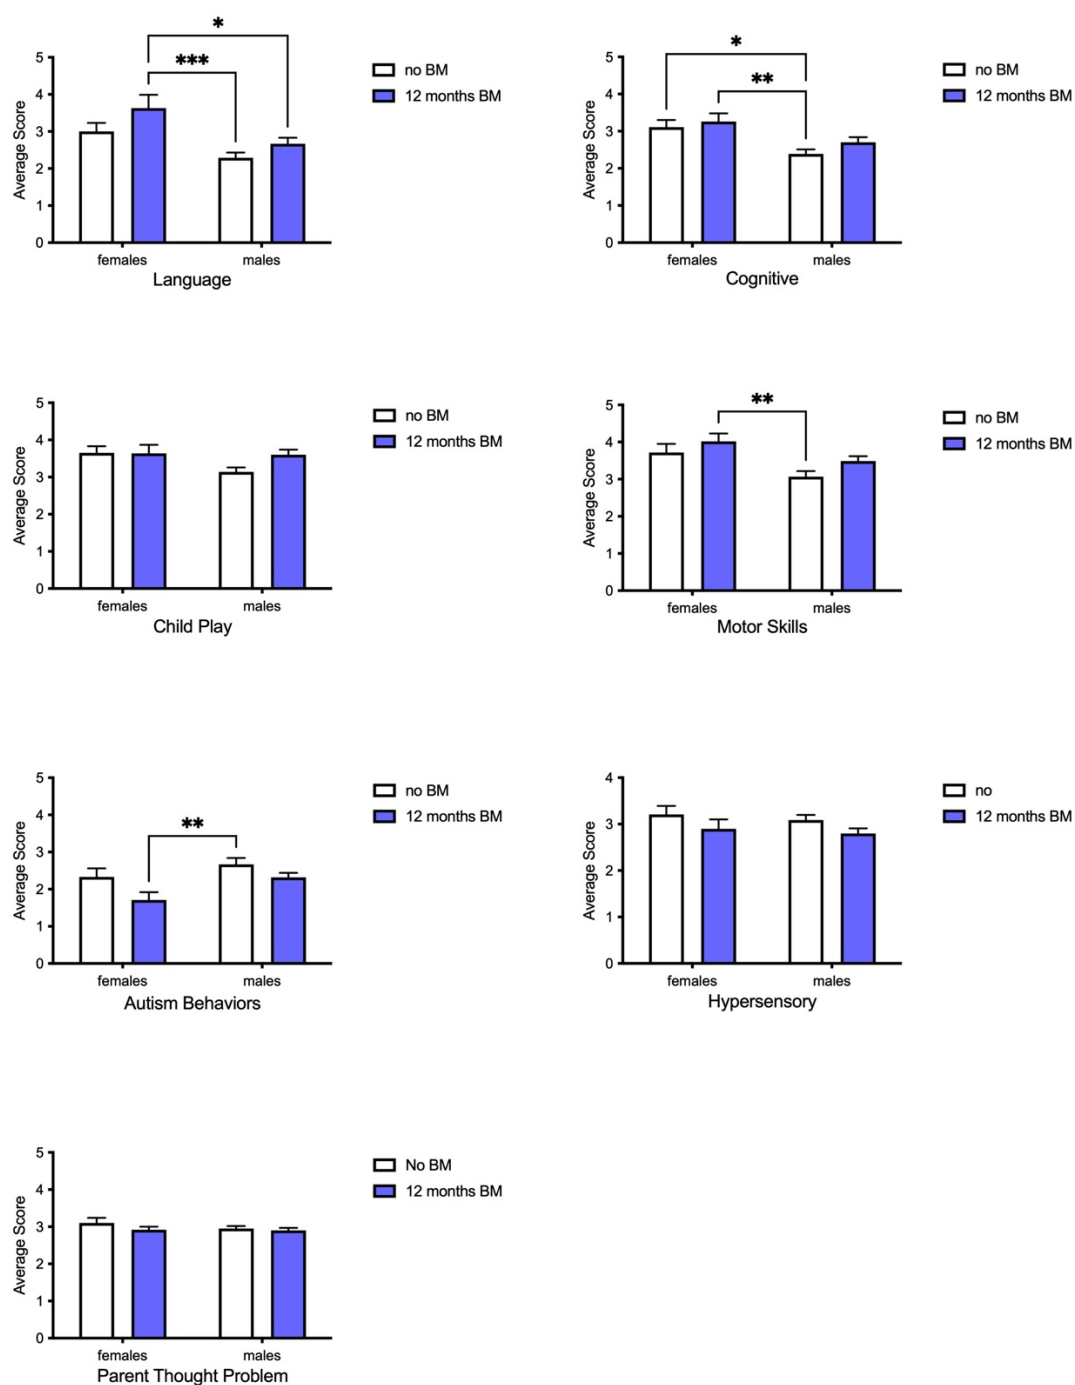 *
***
5
4
3
2
1
0
Average Score
females
males
Language
no BM
12 months BM
*
**
5
4
3
2
1
0
Average Score
females
males
Cognitive
no BM
12 months BM
5
4
3
2
1
0
Average Score
females
males
Child Play
no BM
12 months BM
**
5
4
3
2
1
0
Average Score
females
males
Motor Skills
no BM
12 months BM
**
5
4
3
2
1
0
Average Score
females
males
Autism Behaviors
no BM
12 months BM
4
3
2
1
0
Average Score
females
males
Hypersensory
no
12 months BM
5
4
3
2
1
0
Average Score
females
males
Parent Thought Problem
No BM
12 months BM